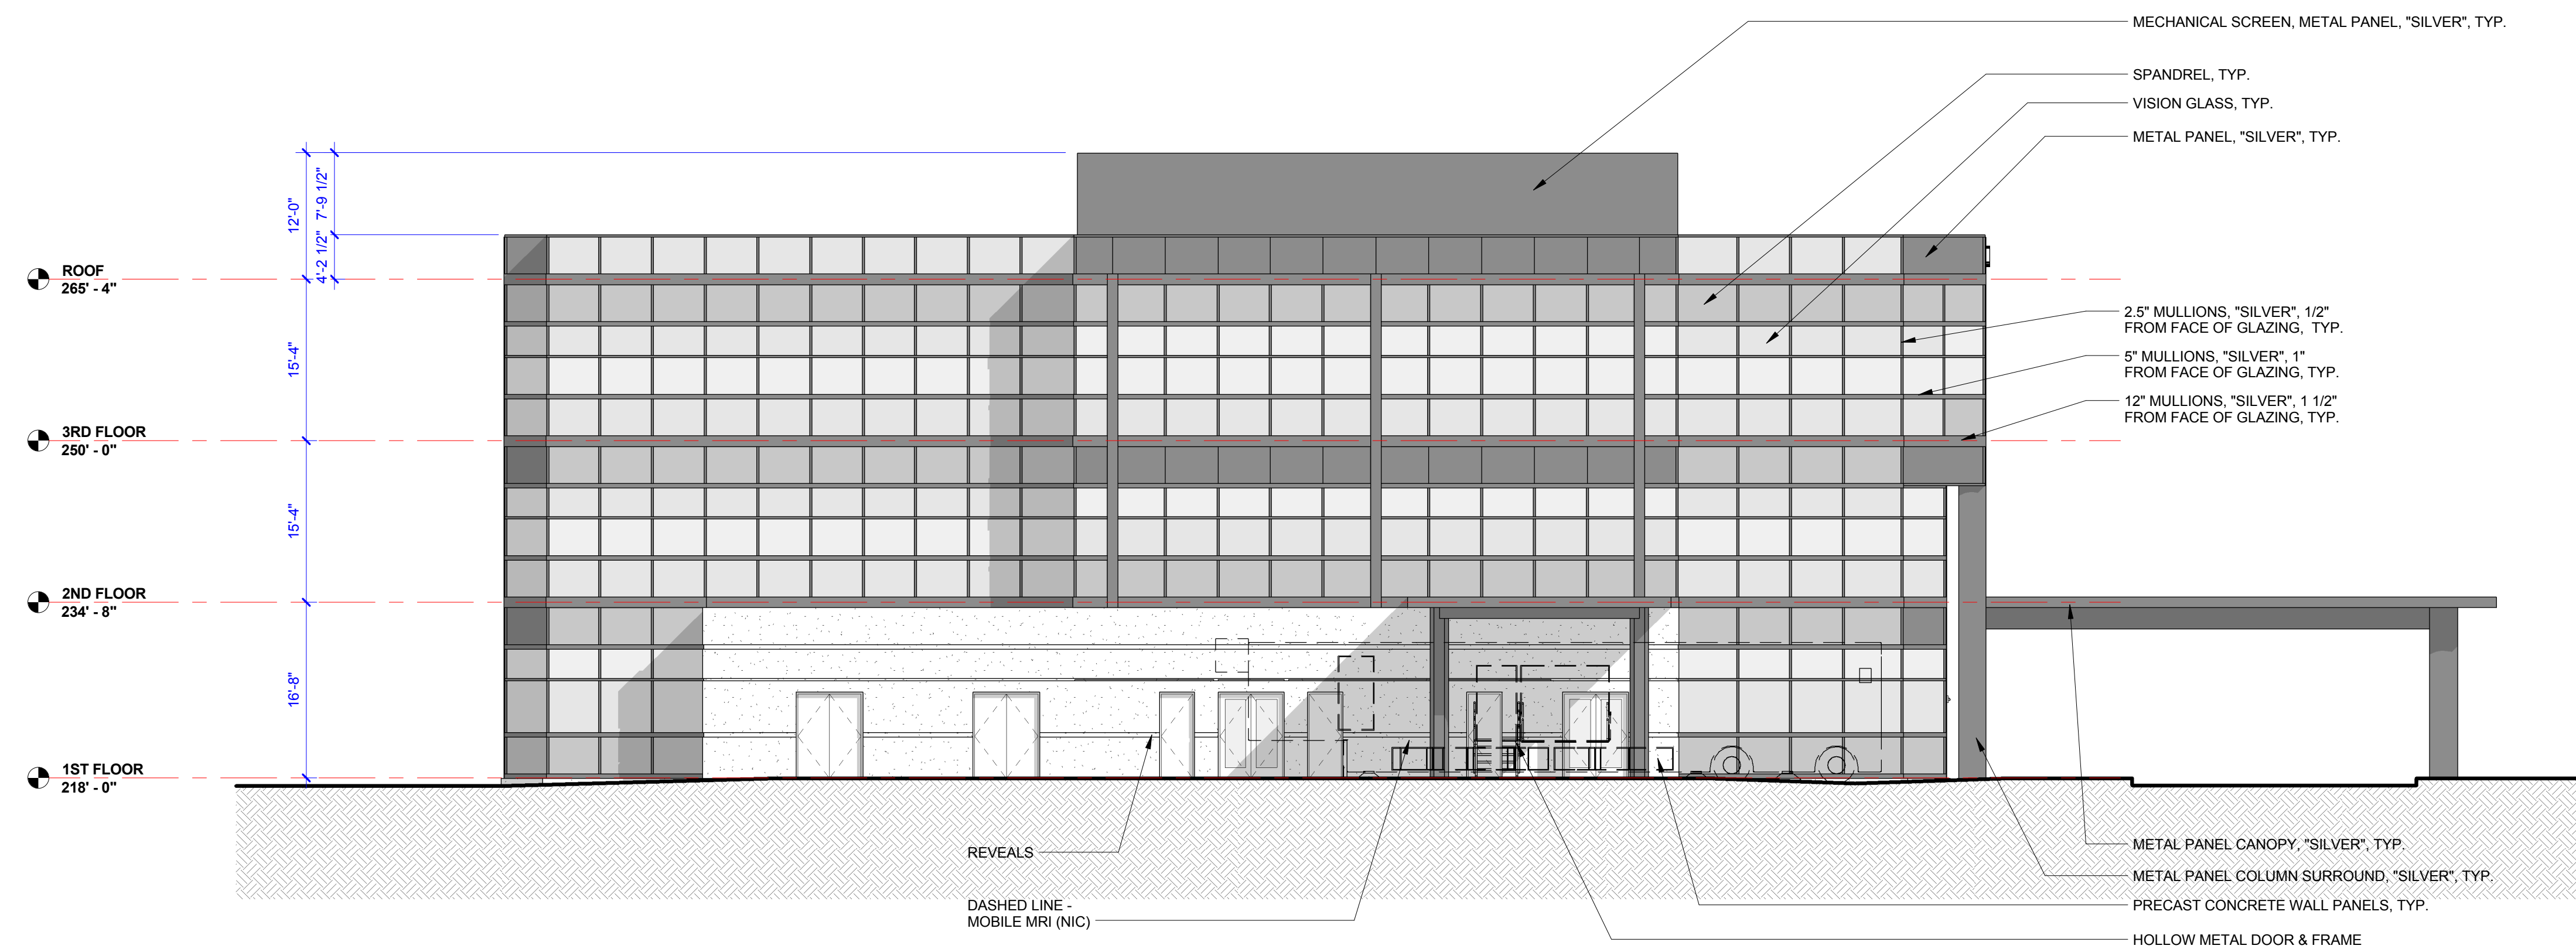 MECHANICAL SCREEN, METAL PANEL, "SILVER", TYP.
SPANDREL, TYP.
VISION GLASS, TYP.
METAL PANEL, "SILVER", TYP.
12'-0"
7'-9 1/2"
4'-2 1/2"
ROOF
265' - 4"
15'-4"
2.5" MULLIONS, "SILVER", 1/2"
FROM FACE OF GLAZING, TYP.
5" MULLIONS, "SILVER", 1"
FROM FACE OF GLAZING, TYP.
12" MULLIONS, "SILVER", 1 1/2"
FROM FACE OF GLAZING, TYP.
3RD FLOOR
250' - 0"
15'-4"
2ND FLOOR
234' - 8"
16'-8"
1ST FLOOR
218' - 0"
REVEALS
DASHED LINE -
MOBILE MRI (NIC)
METAL PANEL CANOPY, "SILVER", TYP.
METAL PANEL COLUMN SURROUND, "SILVER", TYP.
PRECAST CONCRETE WALL PANELS, TYP.
HOLLOW METAL DOOR & FRAME